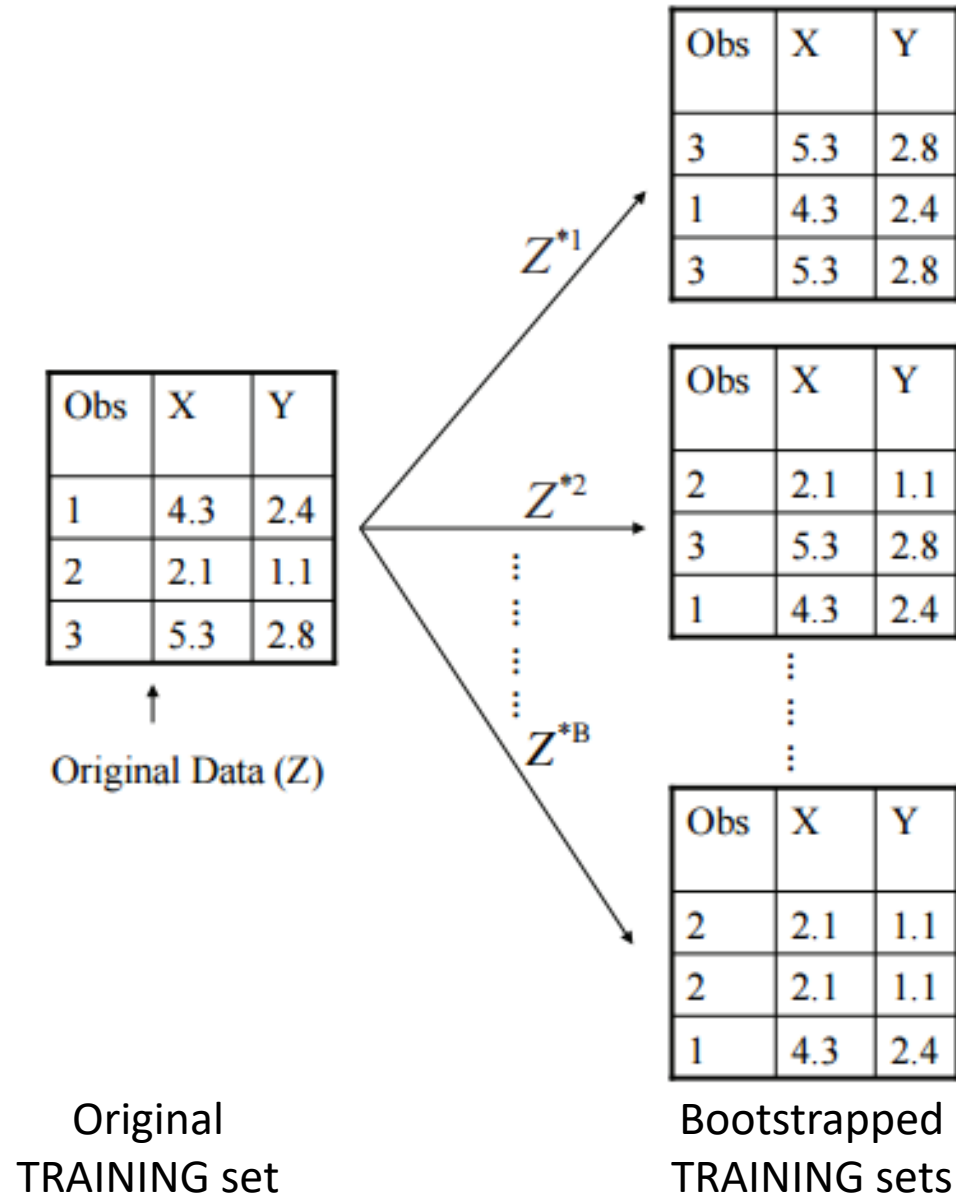 Obs X Y
1 4.3 2.4
2 2.1 1.1
3 5.3 2.8
Original Data (Z)
Original
TRAINING set
Z*1
Z*2
Z*B
Obs X Y
3 5.3 2.8
1 4.3 2.4
3 5.3 2.8
Obs X Y
2 2.1 1.1
3 5.3 2.8
1 4.3 2.4
Obs X Y
2 2.1 1.1
2 2.1 1.1
1 4.3 2.4
Bootstrapped
TRAINING sets